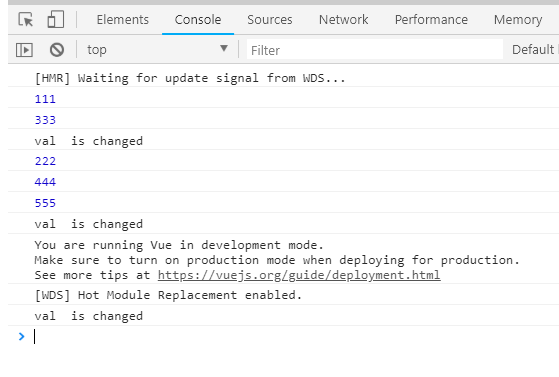 Elements Console Sources Network Performance Memory
top Filter Default
[HMR] Waiting for update signal from WDS...
111
333
val  is changed
222
444
555
val  is changed
You are running Vue in development mode.
Make sure to turn on production mode when deploying for production.
See more tips at https://vuejs.org/guide/deployment.html
[WDS] Hot Module Replacement enabled.
val  is changed